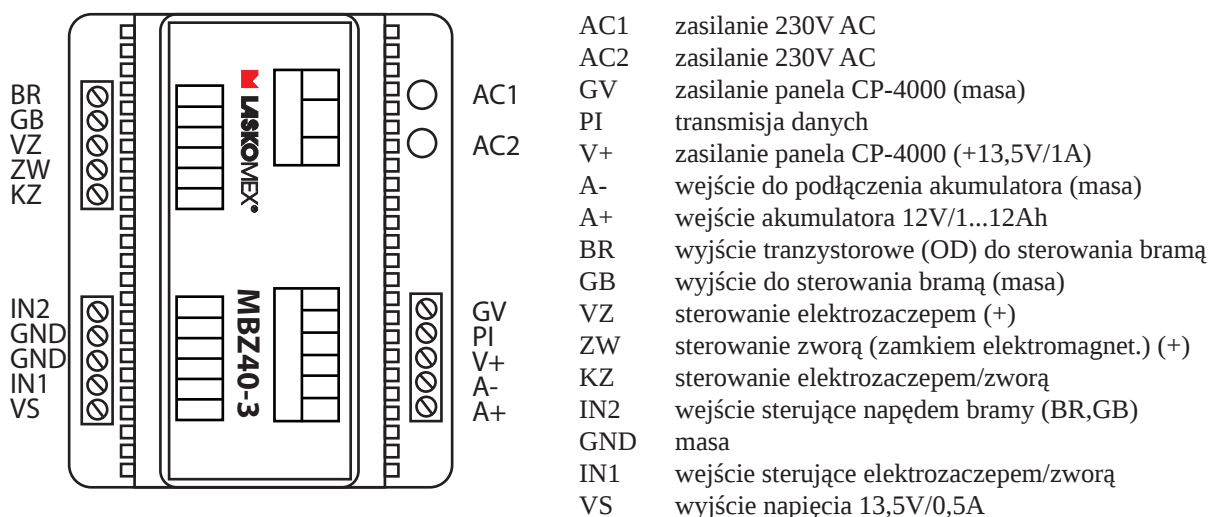 BR
GB
VZ
ZW
KZ
IN2
GND
GND
IN1
VS
LASKOMEX®
MBZ40-3
AC1
AC2
GV
PI
V+
A-
A+
AC1 zasilanie 230V AC
AC2 zasilanie 230V AC
GV zasilanie panela CP-4000 (masa)
PI transmisja danych
V+ zasilanie panela CP-4000 (+13,5V/1A)
A- wejście do podłączenia akumulatora (masa)
A+ wejście akumulatora 12V/1...12Ah
BR wyjście tranzystorowe (OD) do sterowania bramą
GB wyjście do sterowania bramą (masa)
VZ sterowanie elektrozaczepem (+)
ZW sterowanie zworą (zamkiem elektromagnet.) (+)
KZ sterowanie elektrozaczepem/zworą
IN2 wejście sterujące napędem bramy (BR,GB)
GND masa
IN1 wejście sterujące elektrozaczepem/zworą
VS wyjście napięcia 13,5V/0,5A